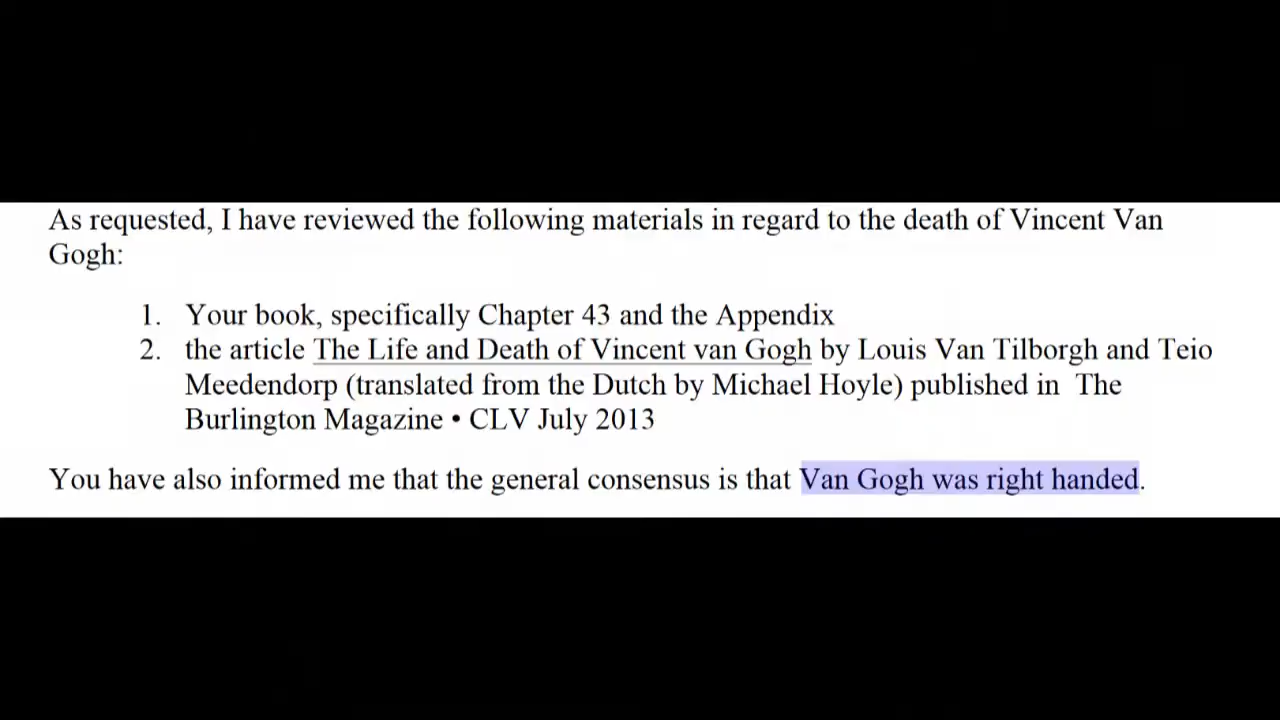 As requested, I have reviewed the following materials in regard to the death of Vincent Van
Gogh:
1. Your book, specifically Chapter 43 and the Appendix
2. the article The Life and Death of Vincent van Gogh by Louis Van Tilborgh and Teio
Meedendorp (translated from the Dutch by Michael Hoyle) published in The
Burlington Magazine • CLV July 2013
You have also informed me that the general consensus is that Van Gogh was right handed.